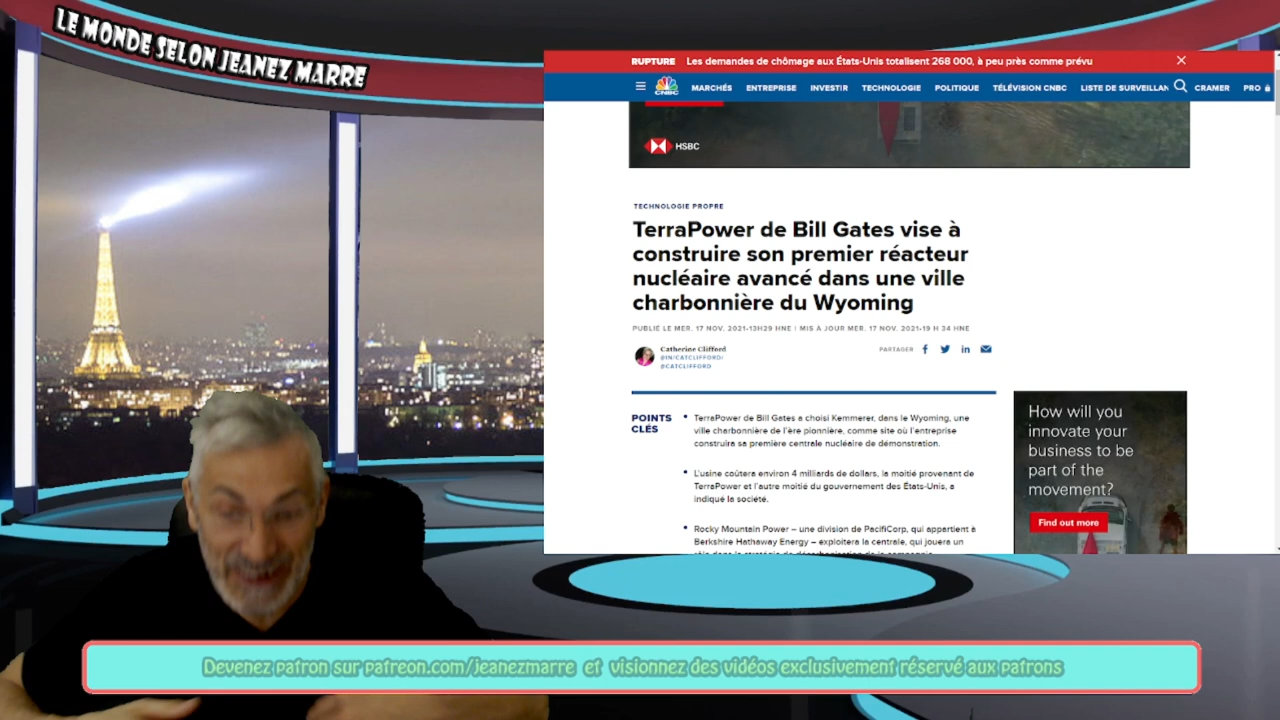 LE MONDE SELON JEANEZ MARRE
RUPTURE Les demandes de chômage aux États-Unis totalisent 268 000, à peu près comme prévu
CNBC MARCHÉS ENTREPRISE INVESTIR TECHNOLOGIE POLITIQUE TÉLÉVISION CNBC LISTE DE SURVEILLAN CRAMER PRO
HSBC
TECHNOLOGIE PROPRE
TerraPower de Bill Gates vise à
construire son premier réacteur
nucléaire avancé dans une ville
charbonnière du Wyoming
PUBLIÉ LE MER. 17 NOV. 2021-13H29 HNE | MIS À JOUR MER. 17 NOV. 2021-19 H 34 HNE
Catherine Clifford
@IN/CATCLIFFORD/
@CATCLIFFORD
PARTAGER
POINTS
CLÉS
TerraPower de Bill Gates a choisi Kemmerer, dans le Wyoming, une
ville charbonnière de l'ère pionnière, comme site où l'entreprise
construira sa première centrale nucléaire de démonstration.
L'usine coûtera environ 4 milliards de dollars, la moitié provenant de
TerraPower et l'autre moitié du gouvernement des États-Unis, a
indiqué la société.
Rocky Mountain Power – une division de PacifiCorp, qui appartient à
Berkshire Hathaway Energy – exploitera la centrale, qui jouera un
How will you
innovate your
business to be
part of the
movement?
Find out more
Devenez patron sur patreon.com/jeanezmarre et visionnez des vidéos exclusivement réservé aux patrons